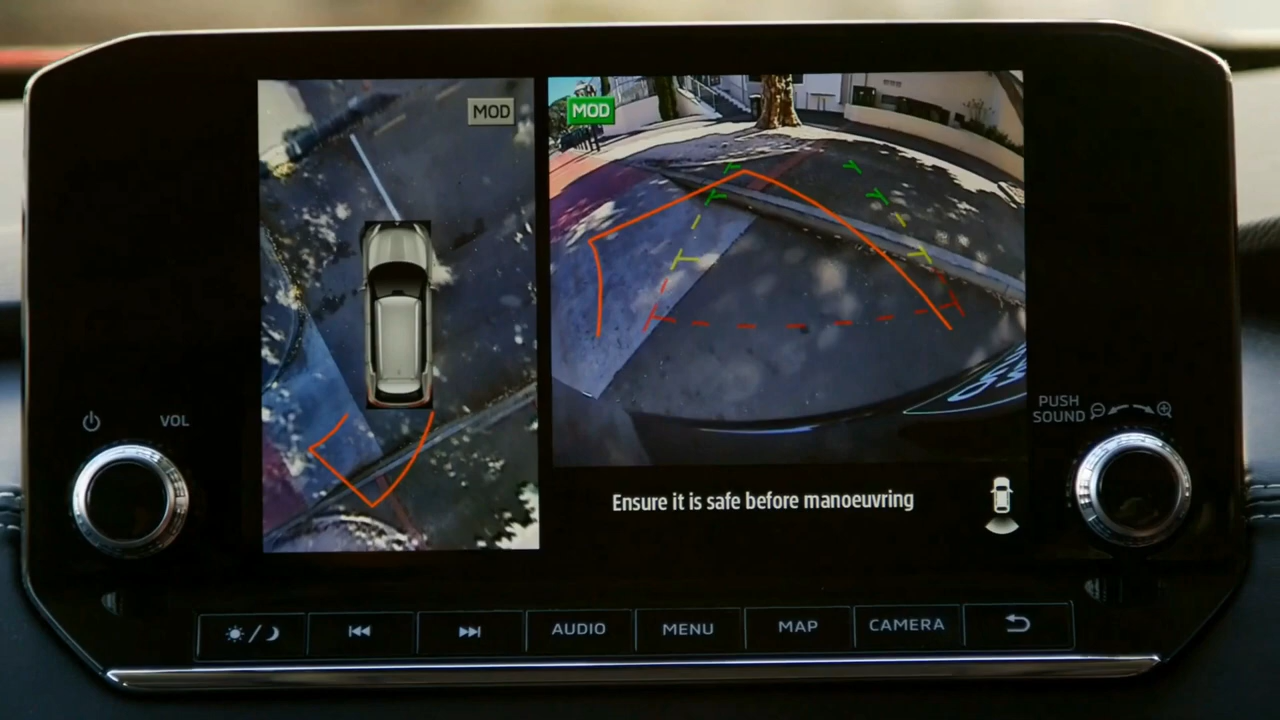 MOD
MOD
Ensure it is safe before manoeuvring
VOL
PUSH
SOUND
AUDIO
MENU
MAP
CAMERA